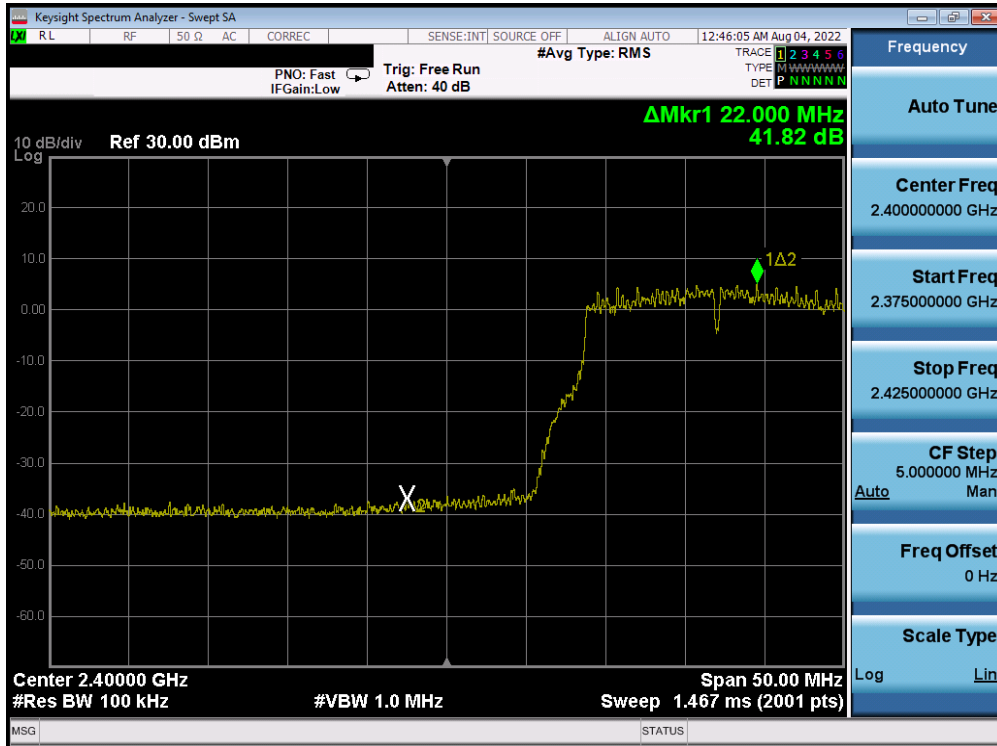 Keysight Spectrum Analyzer - Swept SA
LXI RL RF 50 Ω AC CORREC SENSE:INT SOURCE OFF ALIGN AUTO 12:46:05 AM Aug 04, 2022
#Avg Type: RMS
TRACE 1 2 3 4 5 6
PNO: Fast Trig: Free Run TYPE M WWWWW
IFGain:Low Atten: 40 dB DET P N N N N N
ΔMkr1 22.000 MHz
10 dB/div Ref 30.00 dBm 41.82 dB
Log
20.0
10.0
1Δ2
0.00
-10.0
-20.0
-30.0
X2
-40.0
-50.0
-60.0
Center 2.40000 GHz Span 50.00 MHz
#Res BW 100 kHz #VBW 1.0 MHz Sweep 1.467 ms (2001 pts)
MSG STATUS
Frequency
Auto Tune
Center Freq
2.400000000 GHz
Start Freq
2.375000000 GHz
Stop Freq
2.425000000 GHz
CF Step
5.000000 MHz
Auto Man
Freq Offset
0 Hz
Scale Type
Log Lin